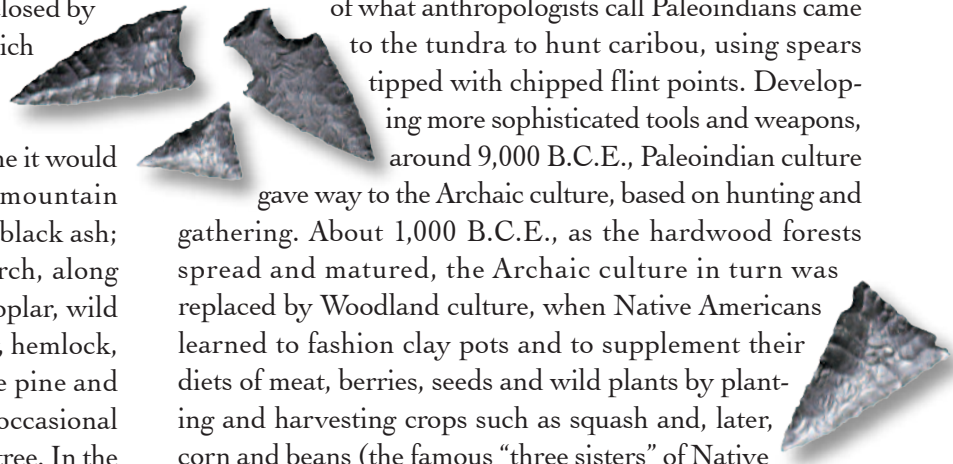 losed by
ich
ne it would
mountain
black ash;
rch, along
oplar, wild
, hemlock,
e pine and
occasional
tree. In the
of what anthropologists call Paleoindians came
to the tundra to hunt caribou, using spears
tipped with chipped flint points. Develop-
ing more sophisticated tools and weapons,
around 9,000 B.C.E., Paleoindian culture
gave way to the Archaic culture, based on hunting and
gathering. About 1,000 B.C.E., as the hardwood forests
spread and matured, the Archaic culture in turn was
replaced by Woodland culture, when Native Americans
learned to fashion clay pots and to supplement their
diets of meat, berries, seeds and wild plants by plant-
ing and harvesting crops such as squash and, later,
corn and beans (the famous “three sisters” of Native